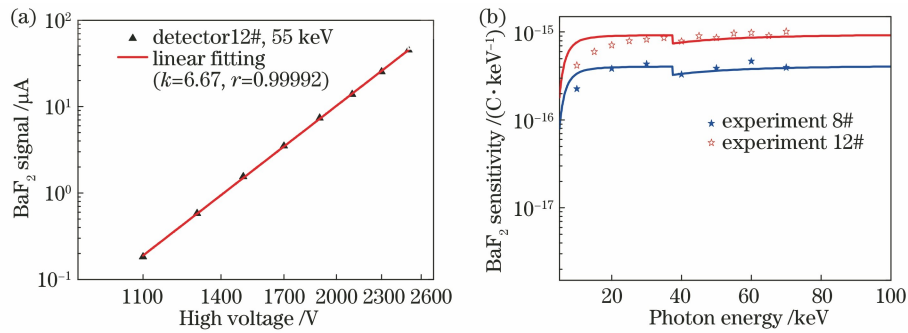 (a)
10²
10¹
10⁰
10⁻¹
BaF₂ signal /μA
detector12#, 55 keV
linear fitting
(k=6.67, r=0.99992)
1100 1400 1700 2000 2300 2600
High voltage /V
(b)
10⁻¹⁵
10⁻¹⁶
10⁻¹⁷
BaF₂ sensitivity /(C·keV⁻¹)
experiment 8#
experiment 12#
20 40 60 80 100
Photon energy /keV